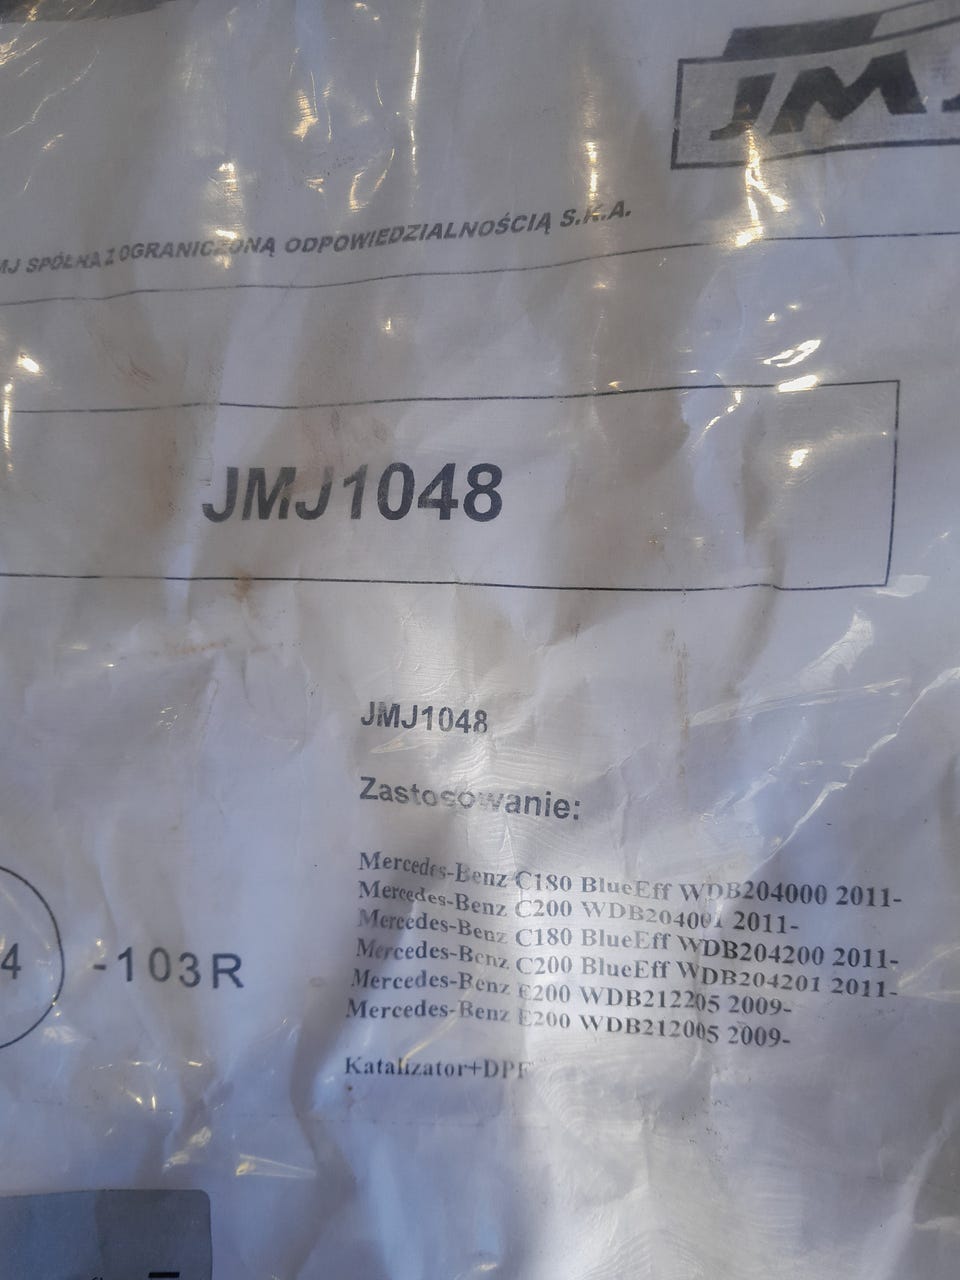 JMJ
MJ SPÓŁKA Z OGRANICZONĄ ODPOWIEDZIALNOŚCIĄ S.K.A.
JMJ1048
JMJ1048
Zastosowanie:
Mercedes-Benz C180 BlueEff WDB204000 2011-
Mercedes-Benz C200 WDB204001 2011-
Mercedes-Benz C180 BlueEff WDB204200 2011-
Mercedes-Benz C200 BlueEff WDB204201 2011-
Mercedes-Benz E200 WDB212205 2009-
Mercedes-Benz E200 WDB212005 2009-
4 -103R
Katalizator+DPF